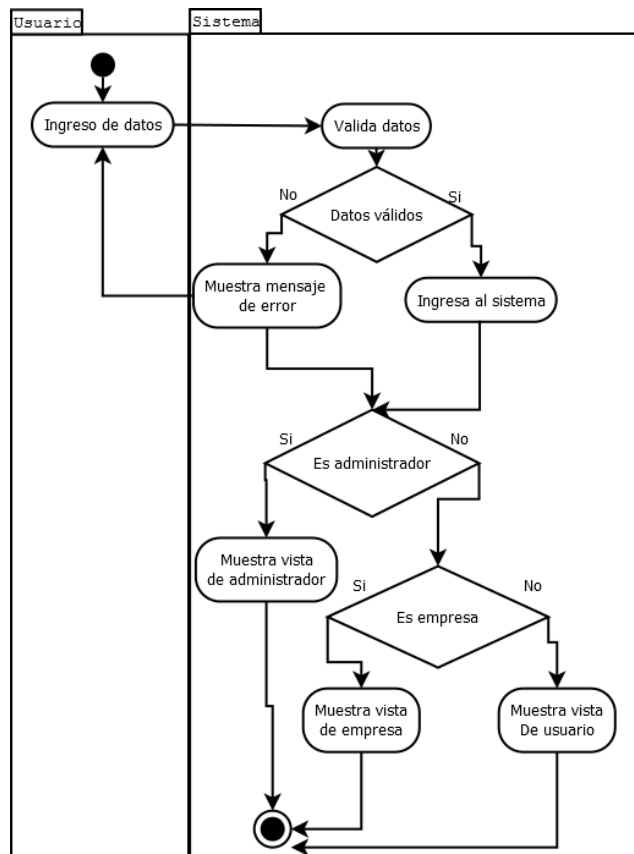 Usuario
Sistema
Ingreso de datos
Valida datos
No
Si
Datos válidos
Muestra mensaje
de error
Ingresa al sistema
Si
No
Es administrador
Muestra vista
de administrador
Si
No
Es empresa
Muestra vista
de empresa
Muestra vista
De usuario